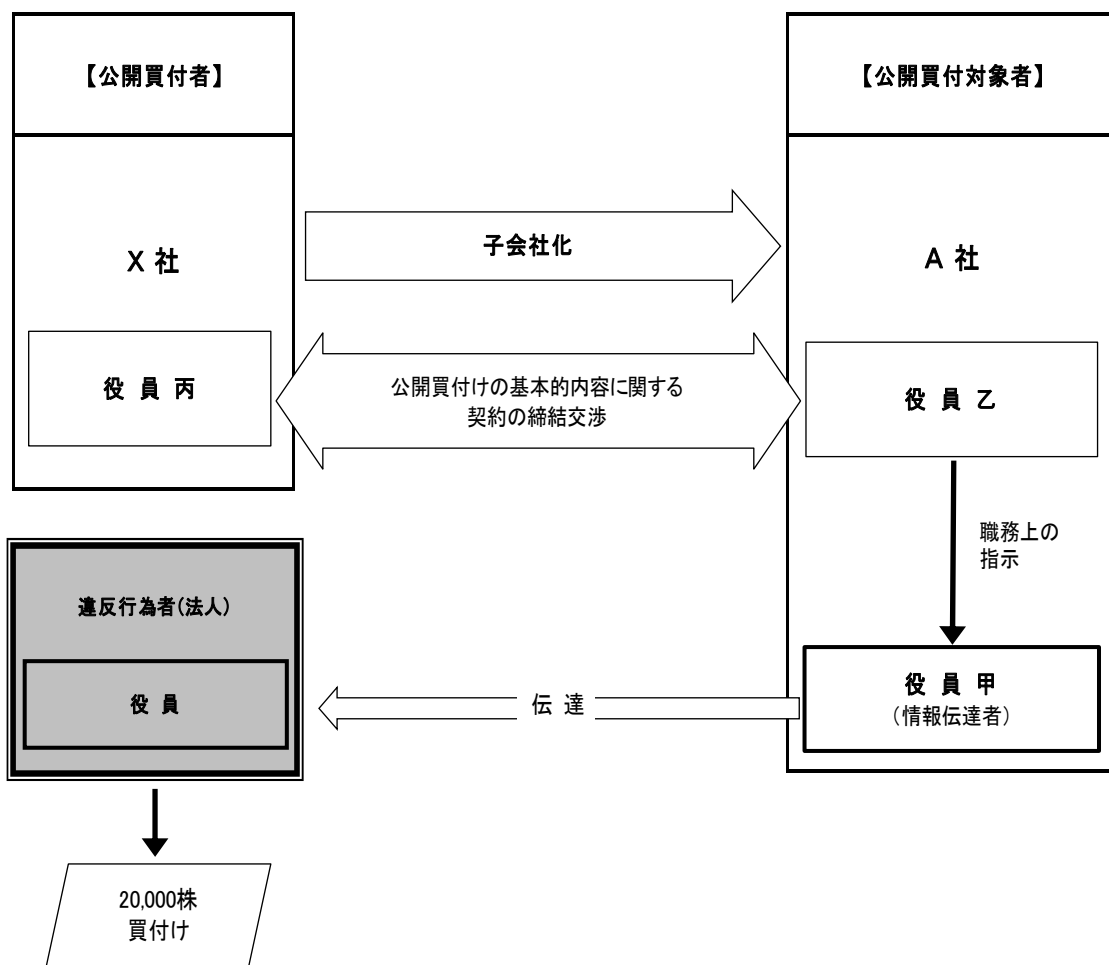 【公開買付者】
【公開買付対象者】
X 社
子会社化
A 社
役 員 丙
公開買付けの基本的内容に関する
契約の締結交渉
役 員 乙
職務上の
指示
違反行為者(法人)
役 員
伝 達
役 員 甲
(情報伝達者)
20,000株
買付け